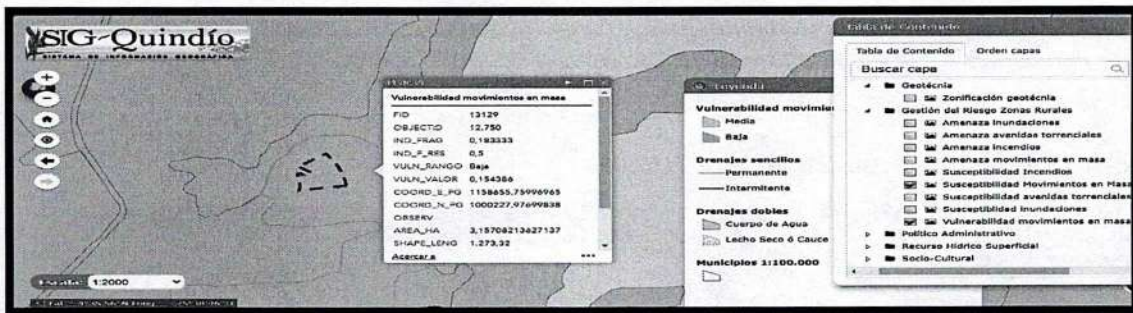 SIG-Quindío
SISTEMA DE INFORMACIÓN GEOGRÁFICA
Vulnerabilidad movimientos en masa
FID 13129
OBJECTID 12.750
IND_FRAG 0,183333
IND_F_RES 0,5
VULN_RANGO Baja
VULN_VALOR 0,154386
COORD_E_PG 1158655,75996965
COORD_N_PG 1000227,97699838
OBSERV
AREA_HA 3,15708213627137
SHAPE_LENG 1.273,32
Acercar a
Leyenda
Vulnerabilidad movimie
Media
Baja
Drenajes sencillos
Permanente
Intermitente
Drenajes dobles
Cuerpo de Agua
Lecho Seco ó Cauce
Municipios 1:100.000
Tabla de Contenido
Tabla de Contenido Orden capas
Buscar capa
Geotécnia
Zonificación geotécnia
Gestión del Riesgo Zonas Rurales
Amenaza inundaciones
Amenaza avenidas torrenciales
Amenaza incendios
Amenaza movimientos en masa
Susceptibilidad Incendios
Susceptibilidad Movimientos en Masa
Susceptibilidad avenidas torrenciales
Susceptibilidad inundaciones
Vulnerabilidad movimientos en masa
Político Administrativo
Recurso Hídrico Superficial
Socio-Cultural
Escala: 1:2000